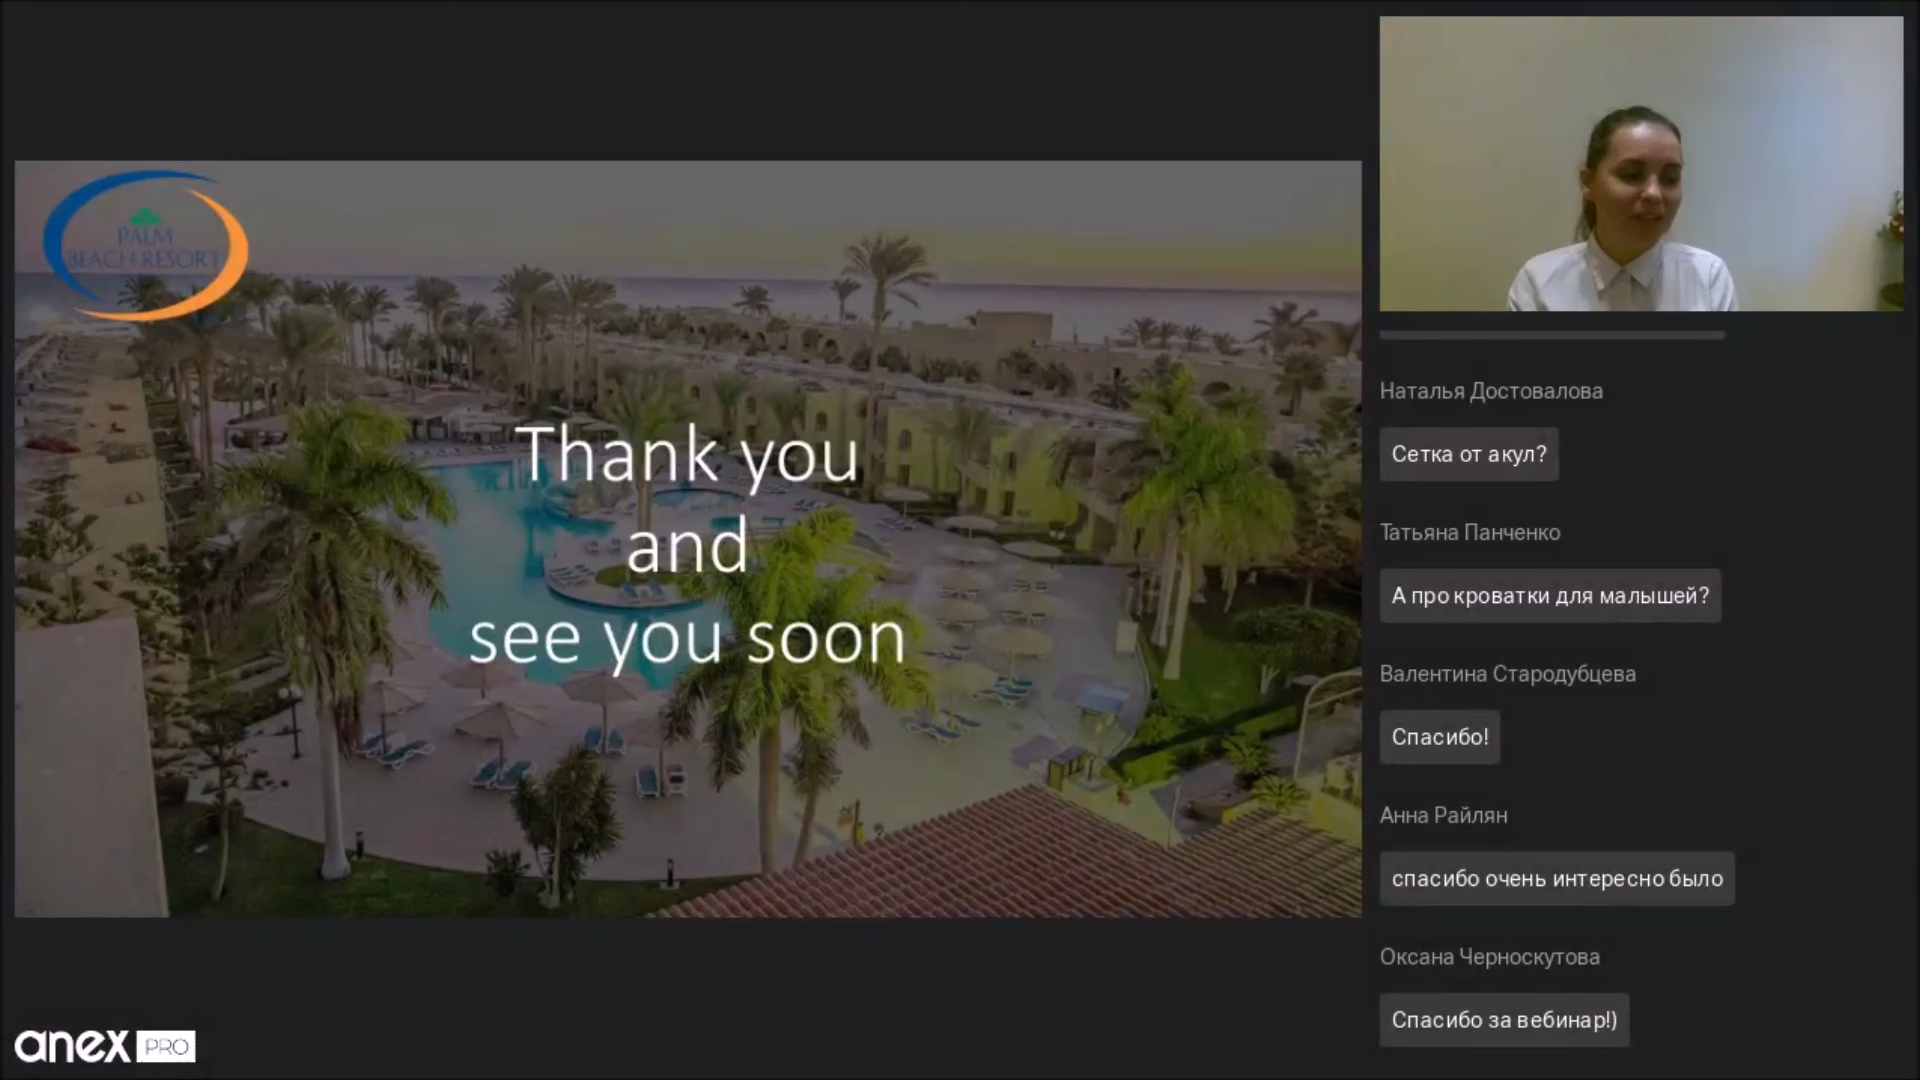 PALM
BEACH RESORT
Thank you
and
see you soon
anex PRO
Наталья Достовалова
Сетка от акул?
Татьяна Панченко
А про кроватки для малышей?
Валентина Стародубцева
Спасибо!
Анна Райлян
спасибо очень интересно было
Оксана Черноскутова
Спасибо за вебинар!)